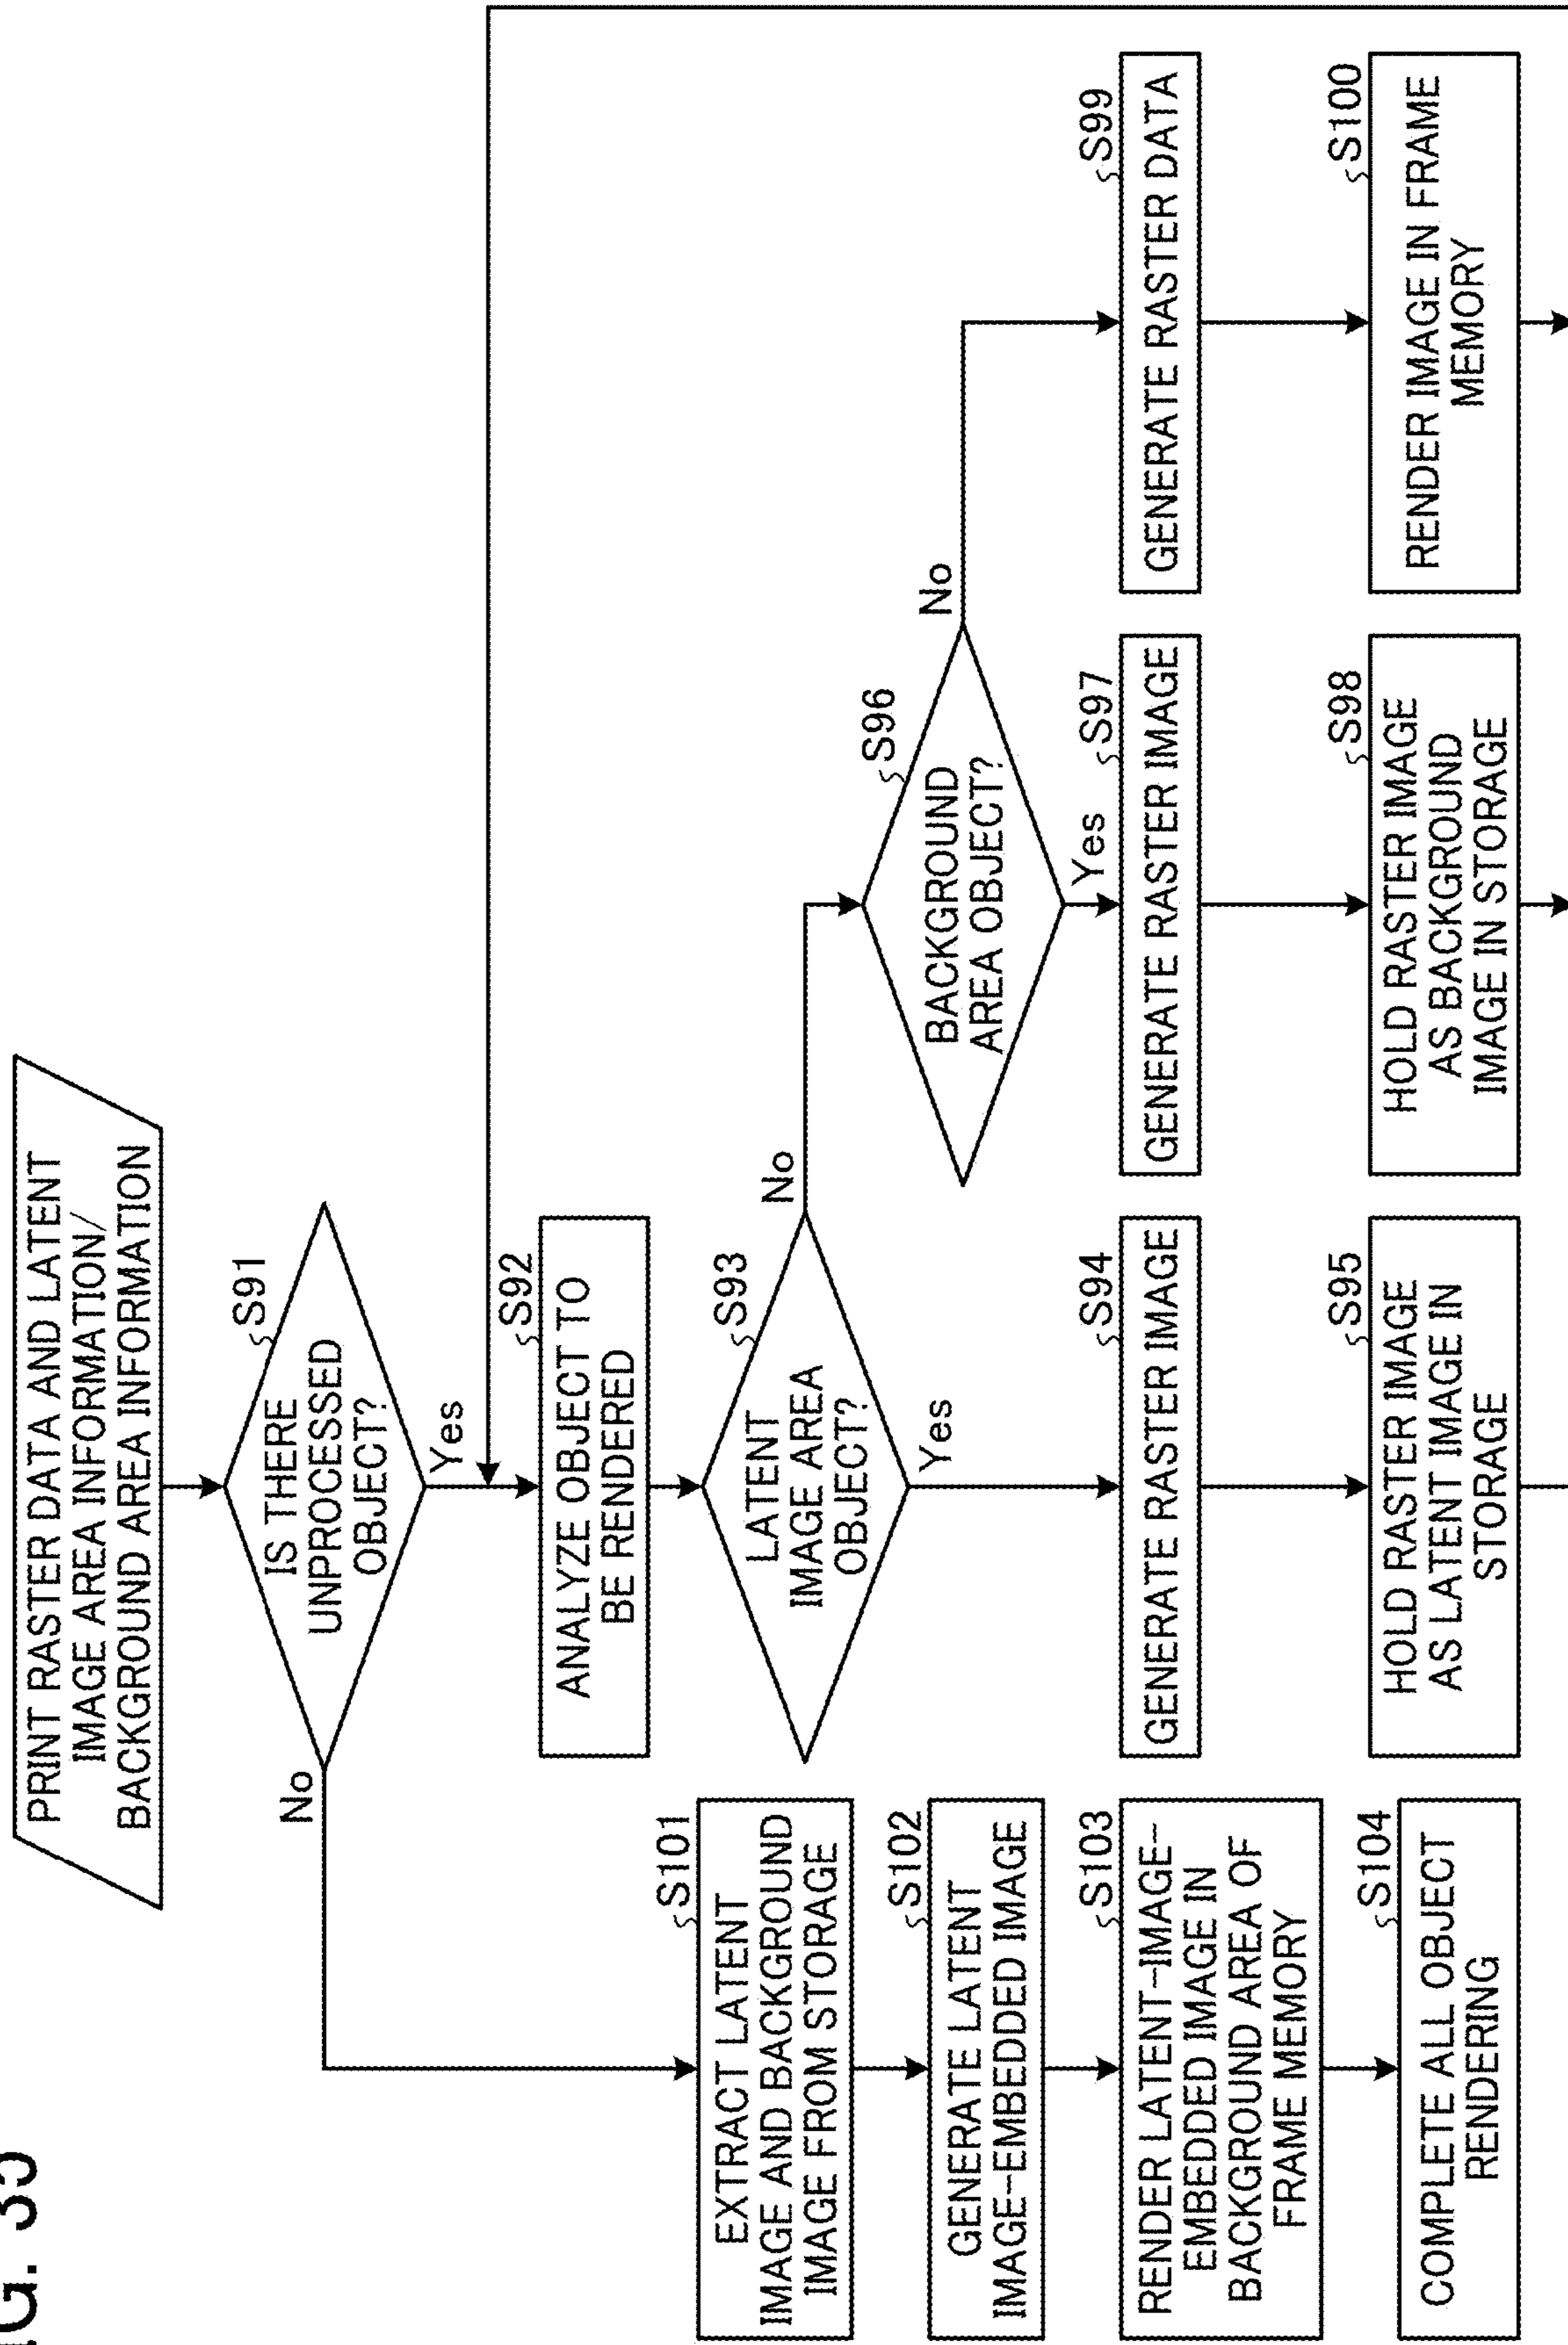 FIG. 35
PRINT RASTER DATA AND LATENT
IMAGE AREA INFORMATION/
BACKGROUND AREA INFORMATION
S91
IS THERE
UNPROCESSED
OBJECT?
No
Yes
S92
ANALYZE OBJECT TO
BE RENDERED
S93
LATENT
IMAGE AREA
OBJECT?
No
Yes
S94
GENERATE RASTER IMAGE
S95
HOLD RASTER IMAGE
AS LATENT IMAGE IN
STORAGE
S96
BACKGROUND
AREA OBJECT?
No
Yes
S97
GENERATE RASTER IMAGE
S98
HOLD RASTER IMAGE
AS BACKGROUND
IMAGE IN STORAGE
S99
GENERATE RASTER DATA
S100
RENDER IMAGE IN FRAME
MEMORY
S101
EXTRACT LATENT
IMAGE AND BACKGROUND
IMAGE FROM STORAGE
S102
GENERATE LATENT
IMAGE-EMBEDDED IMAGE
S103
RENDER LATENT-IMAGE-
EMBEDDED IMAGE IN
BACKGROUND AREA OF
FRAME MEMORY
S104
COMPLETE ALL OBJECT
RENDERING